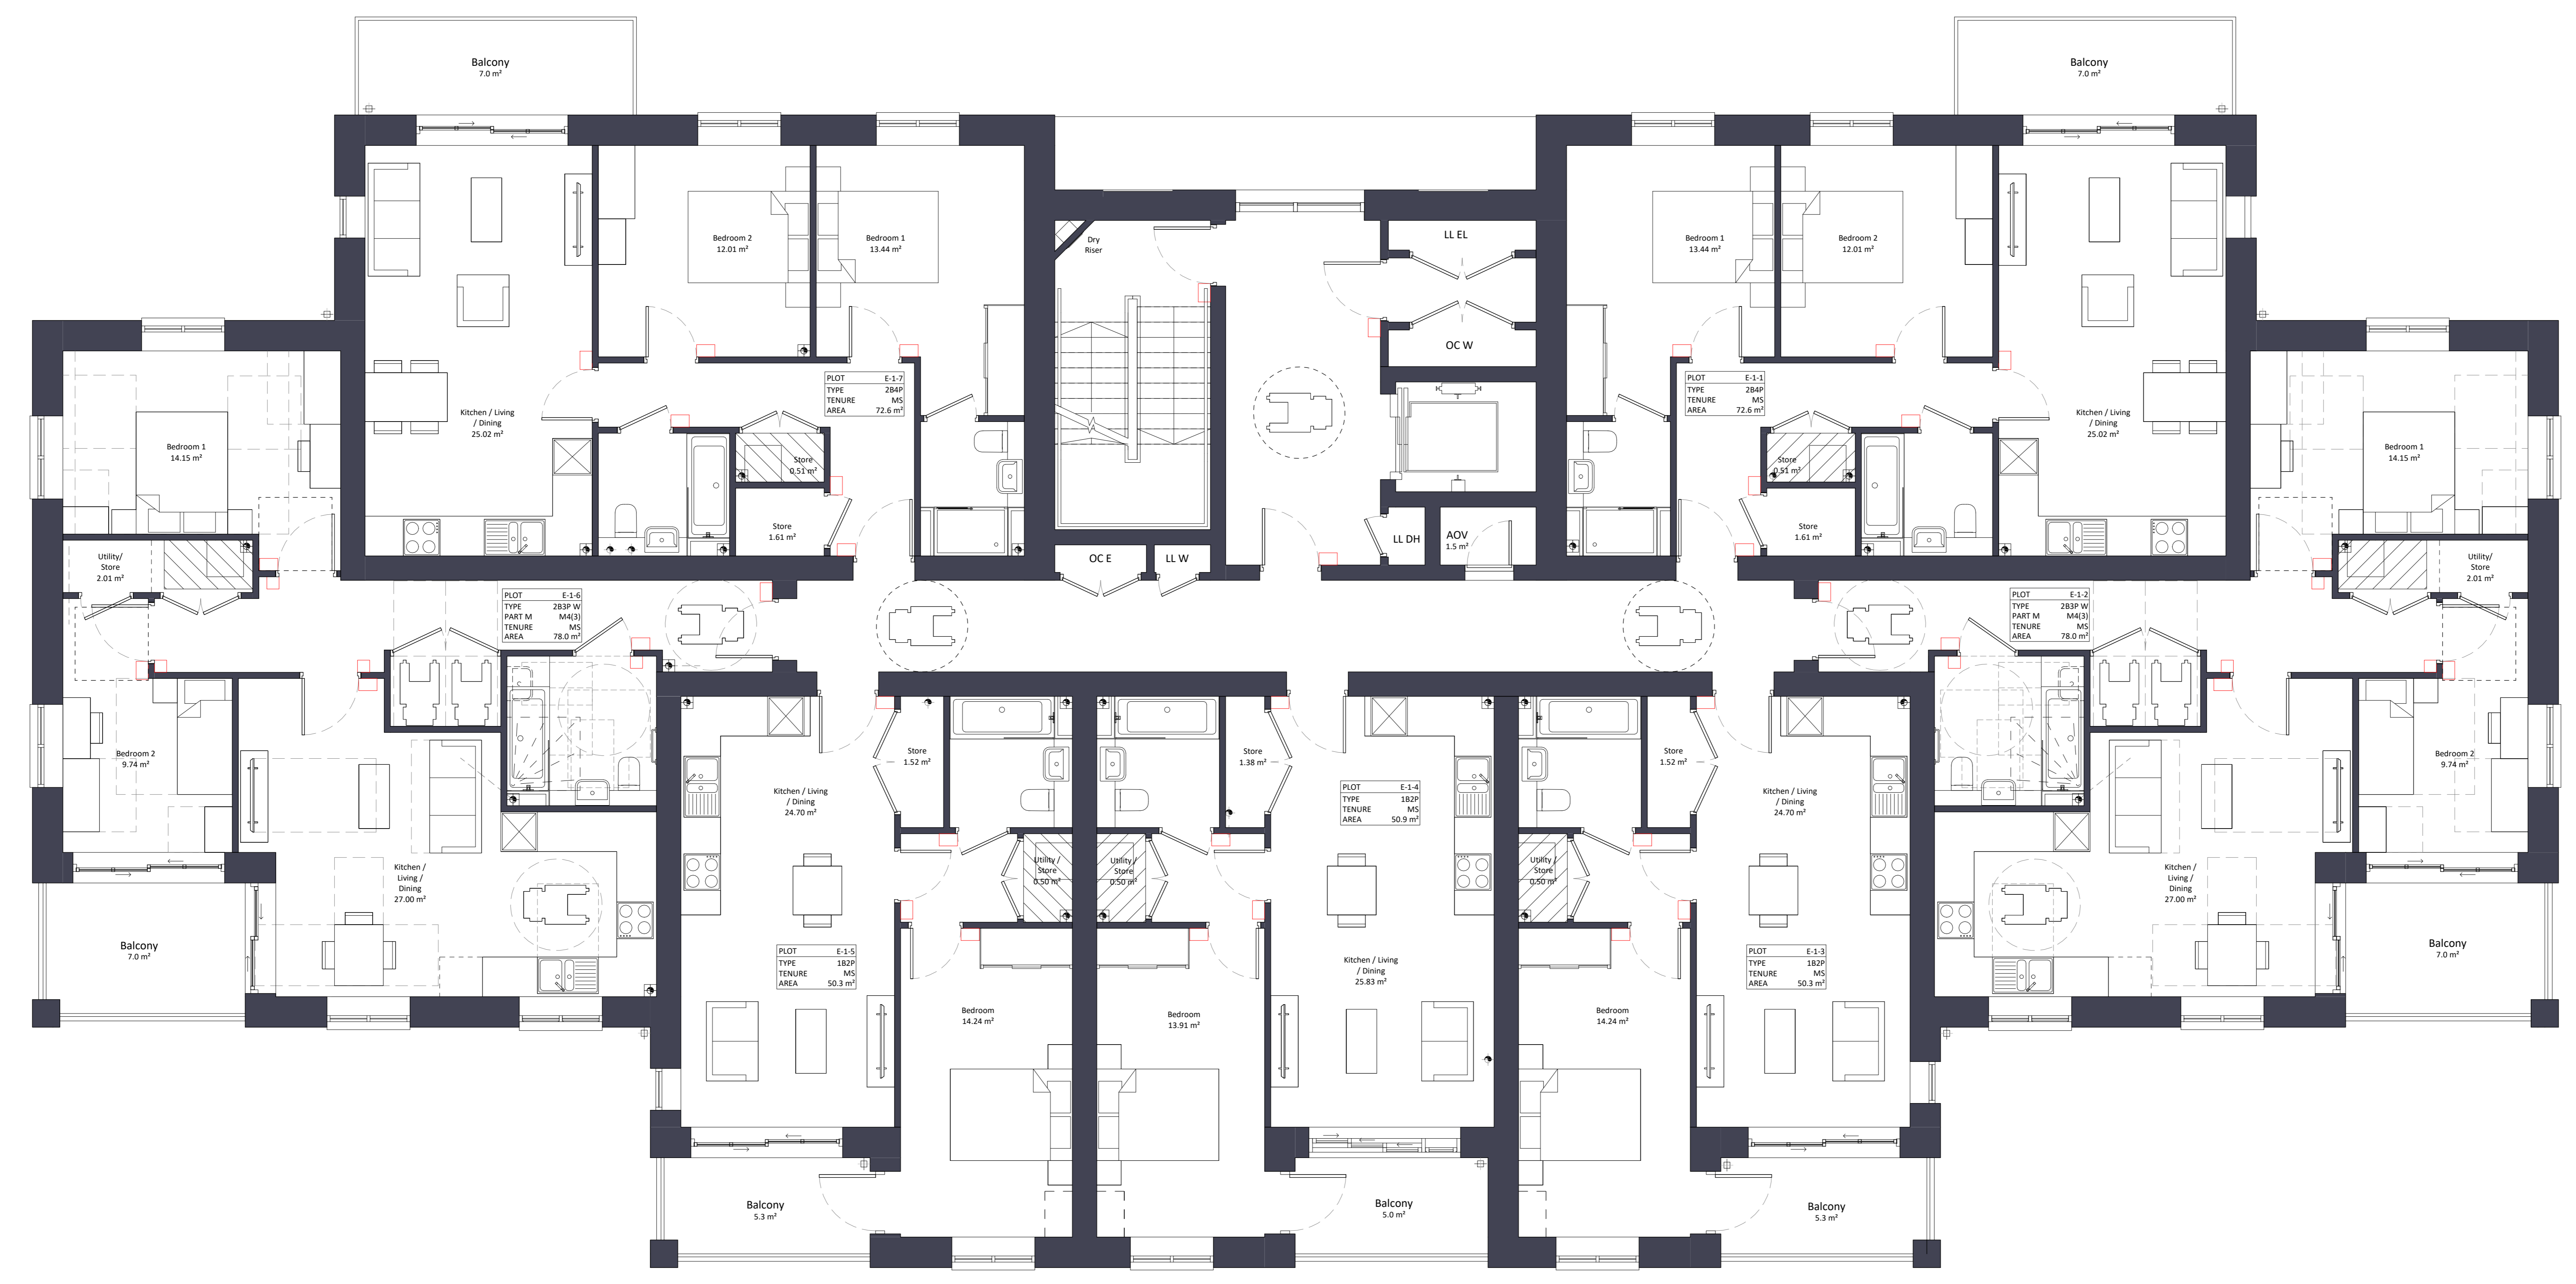 Balcony
7.0 m²
Balcony
7.0 m²
Bedroom 2
12.01 m²
Bedroom 1
13.44 m²
Dry
Riser
LL EL
OC W
Bedroom 1
13.44 m²
Bedroom 2
12.01 m²
PLOT E-1-7
TYPE 2B4P
TENURE MS
AREA 72.6 m²
PLOT E-1-1
TYPE 2B4P
TENURE MS
AREA 72.6 m²
Kitchen / Living
/ Dining
25.02 m²
Kitchen / Living
/ Dining
25.02 m²
Bedroom 1
14.15 m²
Bedroom 1
14.15 m²
Store
0.51 m²
Store
0.51 m²
Store
1.61 m²
Store
1.61 m²
LL DH
AOV
1.5 m²
OC E
LL W
Utility/
Store
2.01 m²
Utility/
Store
2.01 m²
PLOT E-1-6
TYPE 2B3P W
PART M M4(3)
TENURE MS
AREA 78.0 m²
PLOT E-1-2
TYPE 2B3P W
PART M M4(3)
TENURE MS
AREA 78.0 m²
Bedroom 2
9.74 m²
Store
1.52 m²
Store
1.38 m²
Store
1.52 m²
Bedroom 2
9.74 m²
Kitchen / Living
/ Dining
24.70 m²
PLOT E-1-4
TYPE 1B2P
TENURE MS
AREA 50.9 m²
Kitchen / Living
/ Dining
24.70 m²
Kitchen /
Living /
Dining
27.00 m²
Utility /
Store
0.50 m²
Utility /
Store
0.50 m²
Utility /
Store
0.50 m²
Kitchen /
Living /
Dining
27.00 m²
Balcony
7.0 m²
PLOT E-1-5
TYPE 1B2P
TENURE MS
AREA 50.3 m²
Kitchen / Living
/ Dining
25.83 m²
PLOT E-1-3
TYPE 1B2P
TENURE MS
AREA 50.3 m²
Balcony
7.0 m²
Bedroom
14.24 m²
Bedroom
13.91 m²
Bedroom
14.24 m²
Balcony
5.3 m²
Balcony
5.0 m²
Balcony
5.3 m²